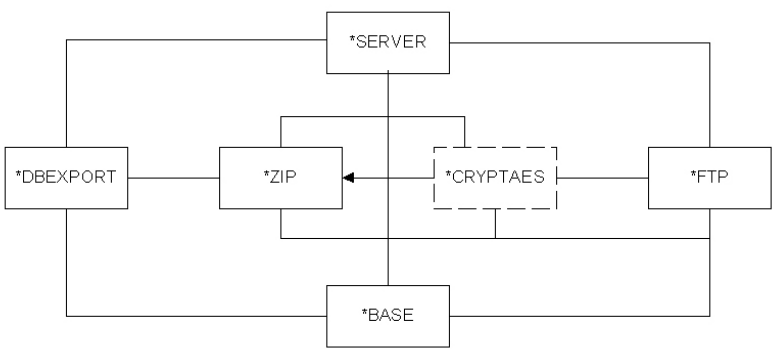 *SERVER
*DBEXPORT
*ZIP
*CRYPTAES
*FTP
*BASE